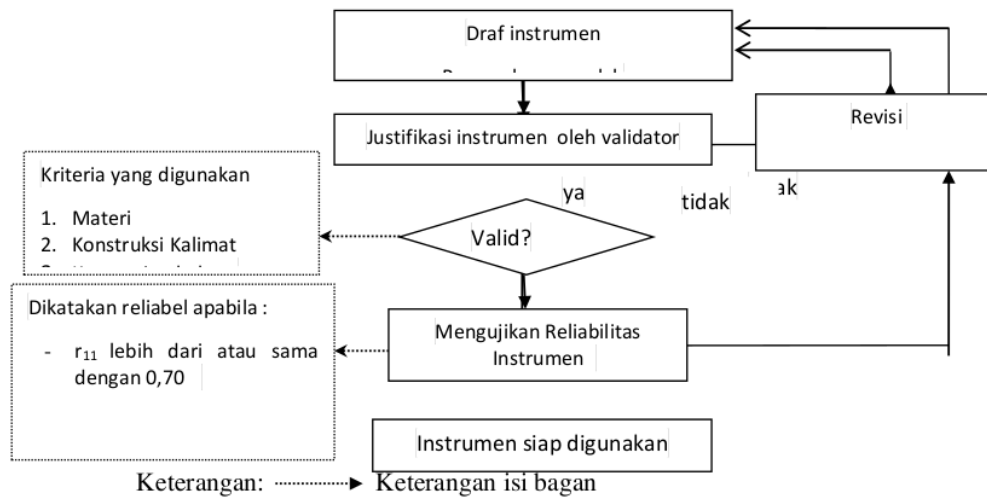 Draf instrumen
Justifikasi instrumen oleh validator
Revisi
Kriteria yang digunakan
1. Materi
2. Konstruksi Kalimat
ya
tidak
ak
Valid?
Dikatakan reliabel apabila :
- r₁₁ lebih dari atau sama
dengan 0,70
Mengujikan Reliabilitas
Instrumen
Instrumen siap digunakan
Keterangan: Keterangan isi bagan